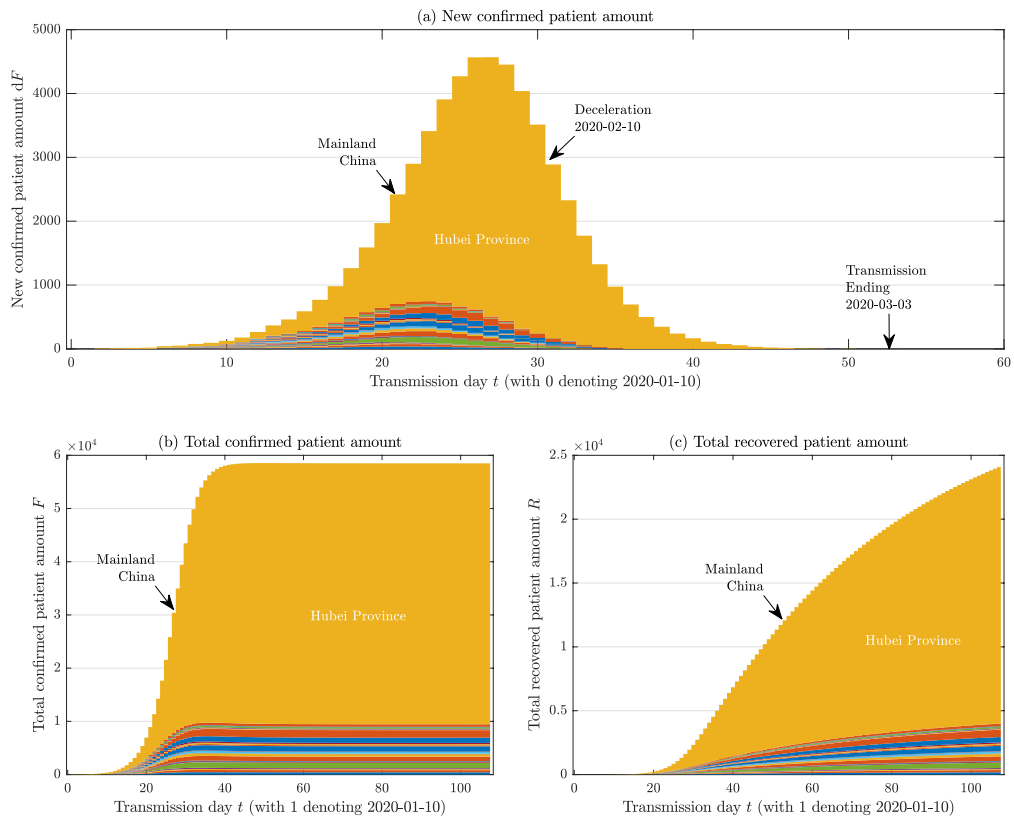 (a) New confirmed patient amount
New confirmed patient amount dF
5000
4000
3000
2000
1000
0
Mainland
China
Deceleration
2020-02-10
Hubei Province
Transmission
Ending
2020-03-03
0 10 20 30 40 50 60
Transmission day t (with 0 denoting 2020-01-10)
(b) Total confirmed patient amount
×10⁴
Total confirmed patient amount F
6
5
4
3
2
1
0
Mainland
China
Hubei Province
0 20 40 60 80 100
Transmission day t (with 1 denoting 2020-01-10)
(c) Total recovered patient amount
×10⁴
Total recovered patient amount R
2.5
2
1.5
1
0.5
0
Mainland
China
Hubei Province
0 20 40 60 80 100
Transmission day t (with 1 denoting 2020-01-10)